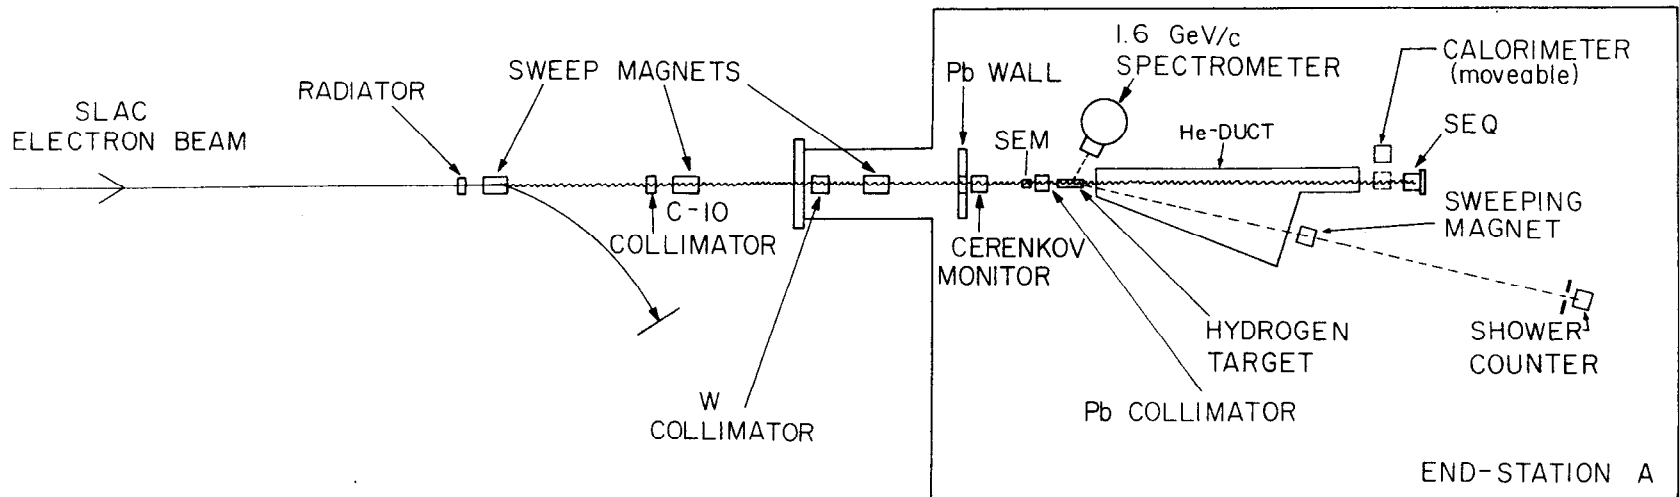 SLAC
ELECTRON BEAM
RADIATOR
SWEEP MAGNETS
C-10
COLLIMATOR
W
COLLIMATOR
Pb WALL
1.6 GeV/c
SPECTROMETER
SEM
He-DUCT
CALORIMETER
(moveable)
SEQ
SWEEPING
MAGNET
CERENKOV
MONITOR
HYDROGEN
TARGET
Pb COLLIMATOR
SHOWER
COUNTER
END-STATION A